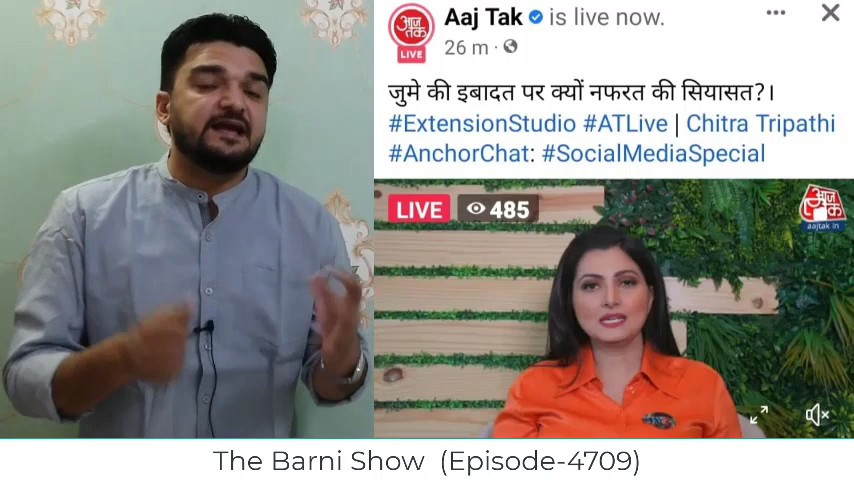 आज तक
LIVE
Aaj Tak is live now.
26 m ·
जुमे की इबादत पर क्यों नफरत की सियासत?।
#ExtensionStudio #ATLive | Chitra Tripathi
#AnchorChat: #SocialMediaSpecial
LIVE 485
आज तक
aajtak.in
The Barni Show (Episode-4709)